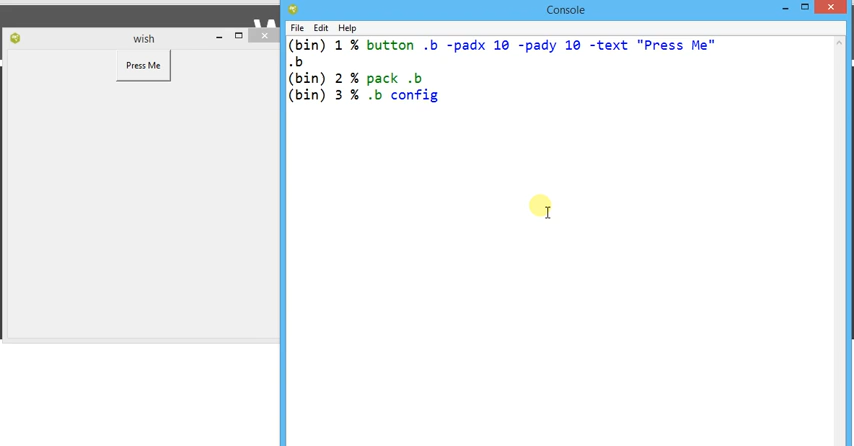 wish
Press Me
Console
File Edit Help
(bin) 1 % button .b -padx 10 -pady 10 -text "Press Me"
.b
(bin) 2 % pack .b
(bin) 3 % .b config